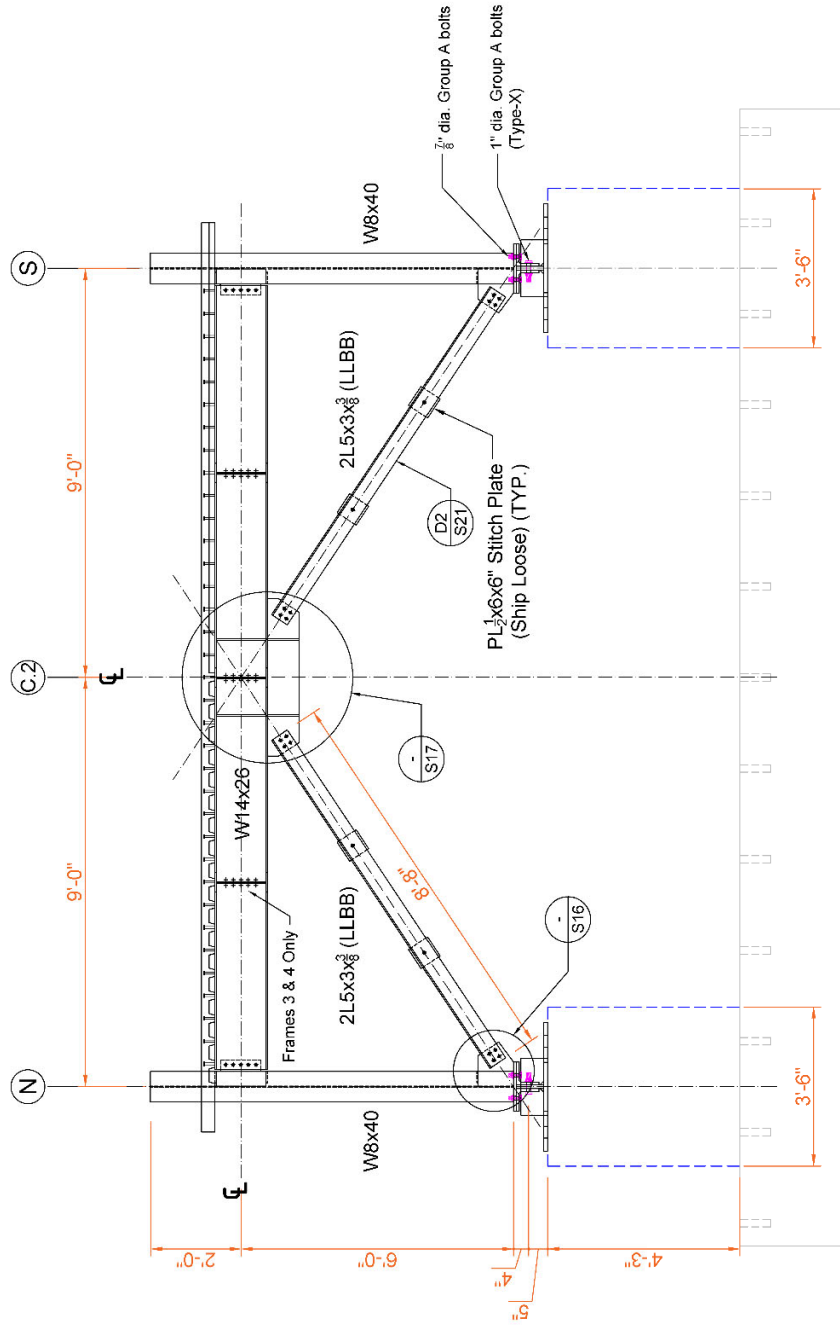 N
C.2
S
9'-0"
9'-0"
℄
℄
2'-0"
6'-0"
4"
5"
4'-3"
W14x26
Frames 3 & 4 Only
W8x40
W8x40
2L5x3x⅜ (LLBB)
2L5x3x⅜ (LLBB)
8'-8"
-
S17
-
S16
D2
S21
PL½x6x6" Stitch Plate
(Ship Loose) (TYP.)
⅞" dia. Group A bolts
1" dia. Group A bolts
(Type-X)
3'-6"
3'-6"